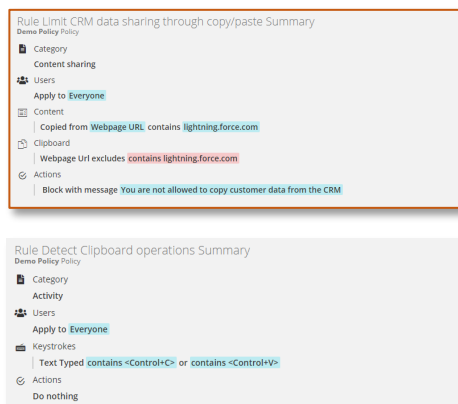 Rule Limit CRM data sharing through copy/paste Summary
Demo Policy Policy
Category
Content sharing
Users
Apply to Everyone
Content
Copied from Webpage URL contains lightning.force.com
Clipboard
Webpage Url excludes contains lightning.force.com
Actions
Block with message You are not allowed to copy customer data from the CRM
Rule Detect Clipboard operations Summary
Demo Policy Policy
Category
Activity
Users
Apply to Everyone
Keystrokes
Text Typed contains <Control+C> or contains <Control+V>
Actions
Do nothing